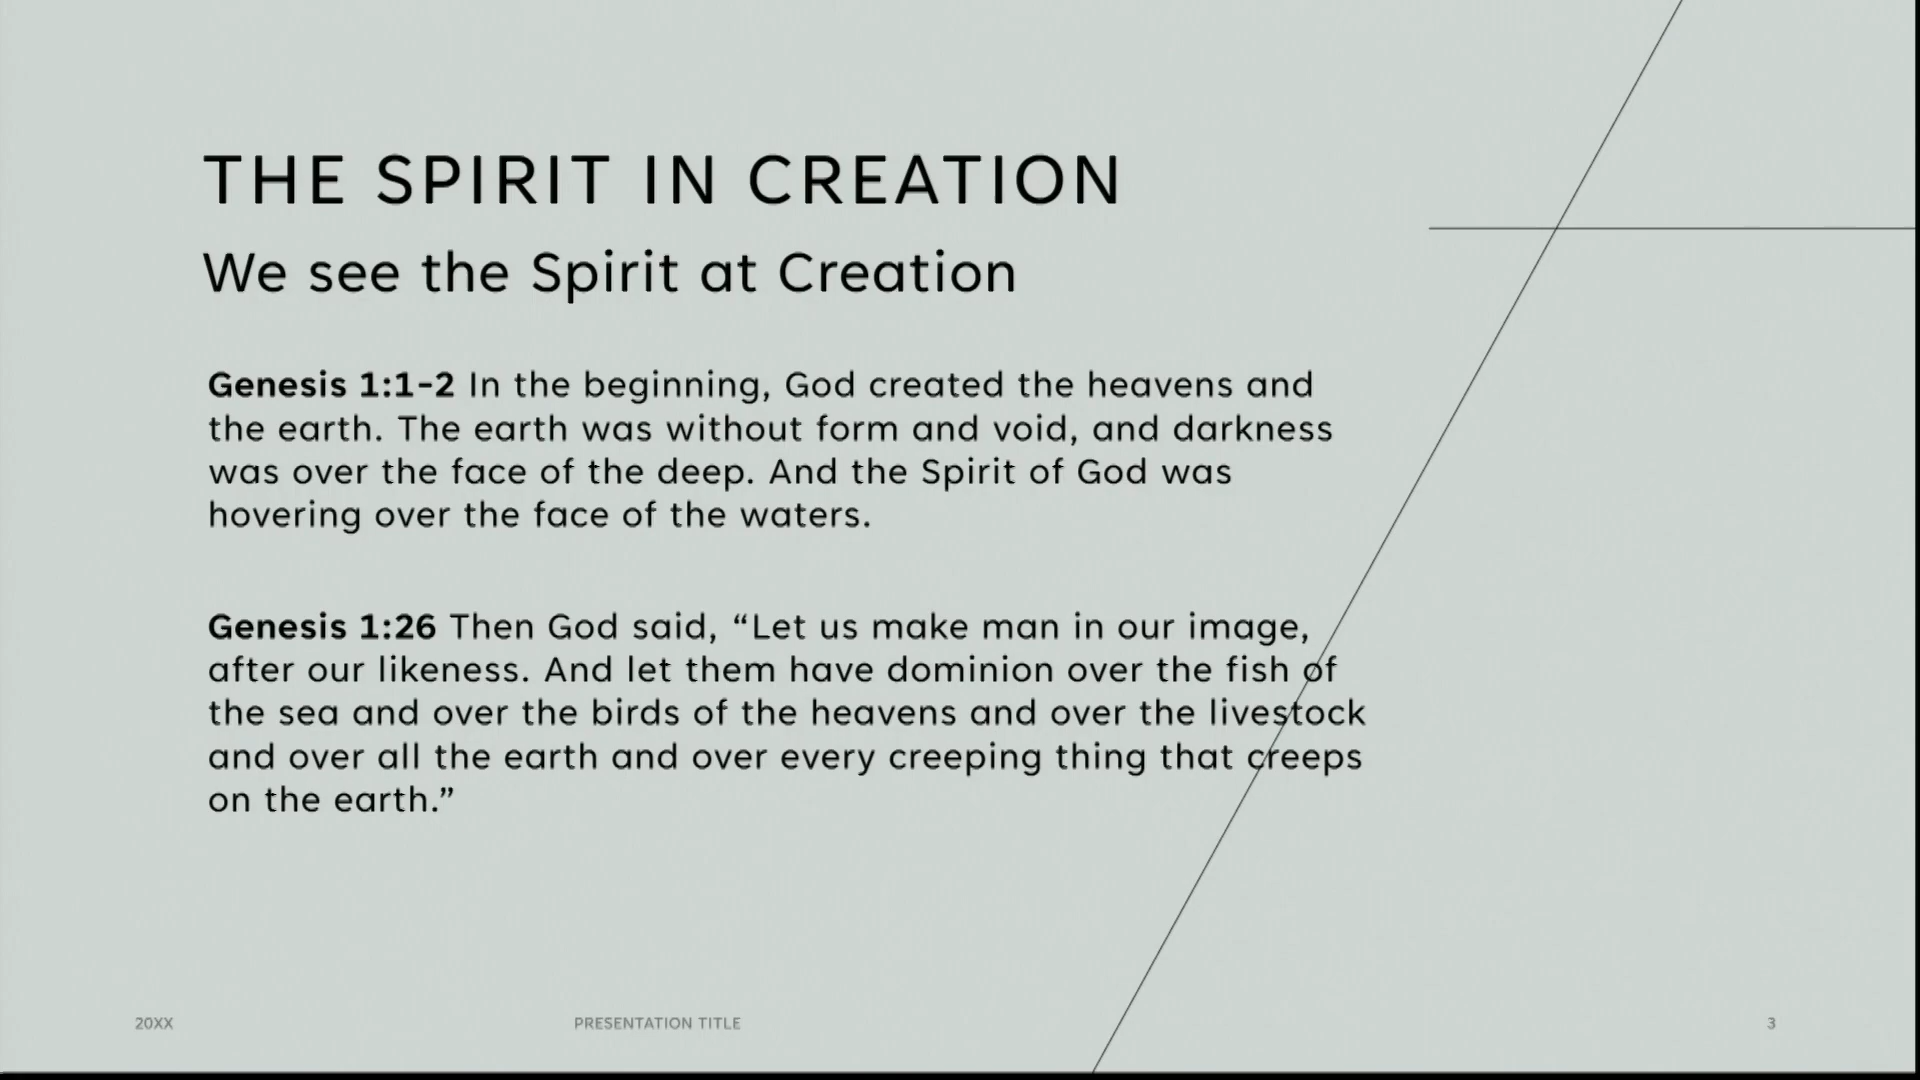 THE SPIRIT IN CREATION
We see the Spirit at Creation
Genesis 1:1-2 In the beginning, God created the heavens and
the earth. The earth was without form and void, and darkness
was over the face of the deep. And the Spirit of God was
hovering over the face of the waters.
Genesis 1:26 Then God said, “Let us make man in our image,
after our likeness. And let them have dominion over the fish of
the sea and over the birds of the heavens and over the livestock
and over all the earth and over every creeping thing that creeps
on the earth.”
20XX
PRESENTATION TITLE
3